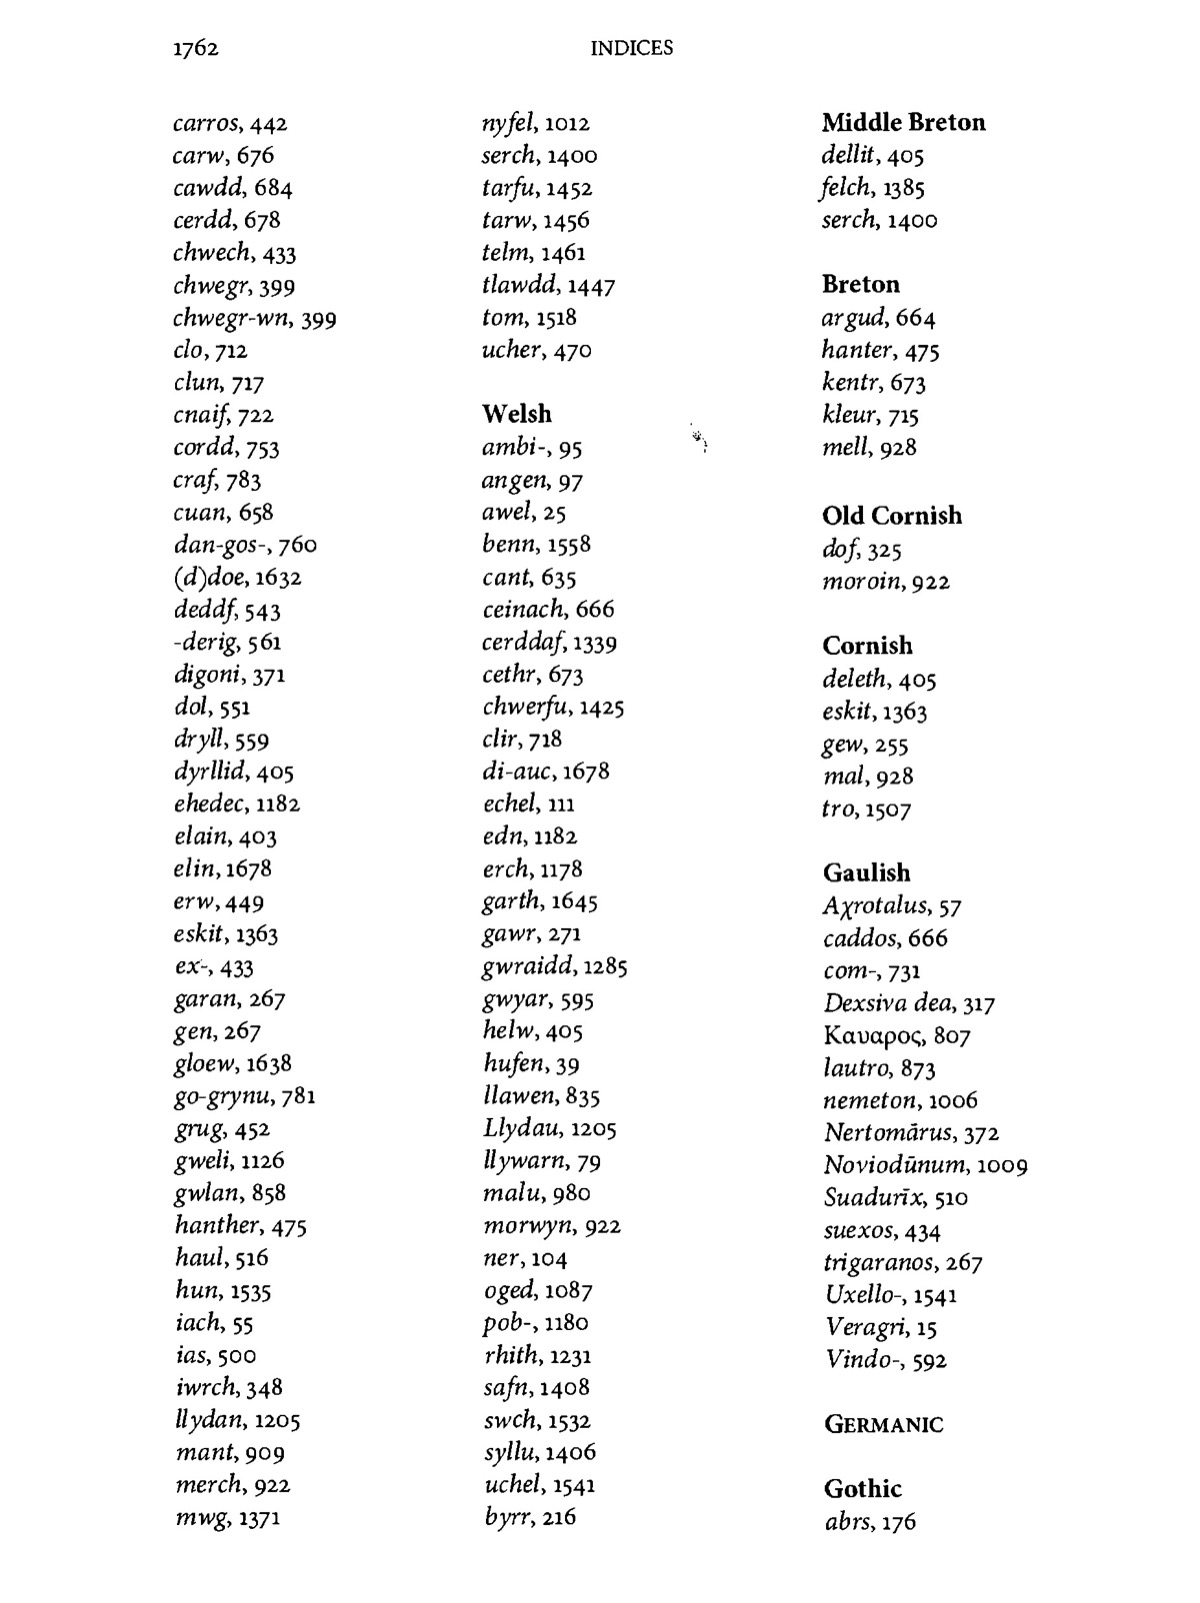 1762
INDICES
carros, 442
carw, 676
cawdd, 684
cerdd, 678
chwech, 433
chwegr, 399
chwegr-wn, 399
clo, 712
clun, 717
cnaif, 722
cordd, 753
craf, 783
cuan, 658
dan-gos-, 760
(d)doe, 1632
deddf, 543
-derig, 561
digoni, 371
dol, 551
dryll, 559
dyrllid, 405
ehedec, 1182
elain, 403
elin, 1678
erw, 449
eskit, 1363
ex-, 433
garan, 267
gen, 267
gloew, 1638
go-grynu, 781
grug, 452
gweli, 1126
gwlan, 858
hanther, 475
haul, 516
hun, 1535
iach, 55
ias, 500
iwrch, 348
llydan, 1205
mant, 909
merch, 922
mwg, 1371
nyfel, 1012
serch, 1400
tarfu, 1452
tarw, 1456
telm, 1461
tlawdd, 1447
tom, 1518
ucher, 470
Welsh
ambi-, 95
angen, 97
awel, 25
benn, 1558
cant, 635
ceinach, 666
cerddaf, 1339
cethr, 673
chwerfu, 1425
clir, 718
di-auc, 1678
echel, 111
edn, 1182
erch, 1178
garth, 1645
gawr, 271
gwraidd, 1285
gwyar, 595
helw, 405
hufen, 39
llawen, 835
Llydau, 1205
llywarn, 79
malu, 980
morwyn, 922
ner, 104
oged, 1087
pob-, 1180
rhith, 1231
safn, 1408
swch, 1532
syllu, 1406
uchel, 1541
byrr, 216
Middle Breton
dellit, 405
felch, 1385
serch, 1400
Breton
argud, 664
hanter, 475
kentr, 673
kleur, 715
mell, 928
Old Cornish
dof, 325
moroin, 922
Cornish
deleth, 405
eskit, 1363
gew, 255
mal, 928
tro, 1507
Gaulish
Aχrotalus, 57
caddos, 666
com-, 731
Dexsiva dea, 317
Καυαρος, 807
lautro, 873
nemeton, 1006
Nertomārus, 372
Noviodūnum, 1009
Suadurīx, 510
suexos, 434
trigaranos, 267
Uxello-, 1541
Veragri, 15
Vindo-, 592
GERMANIC
Gothic
abrs, 176